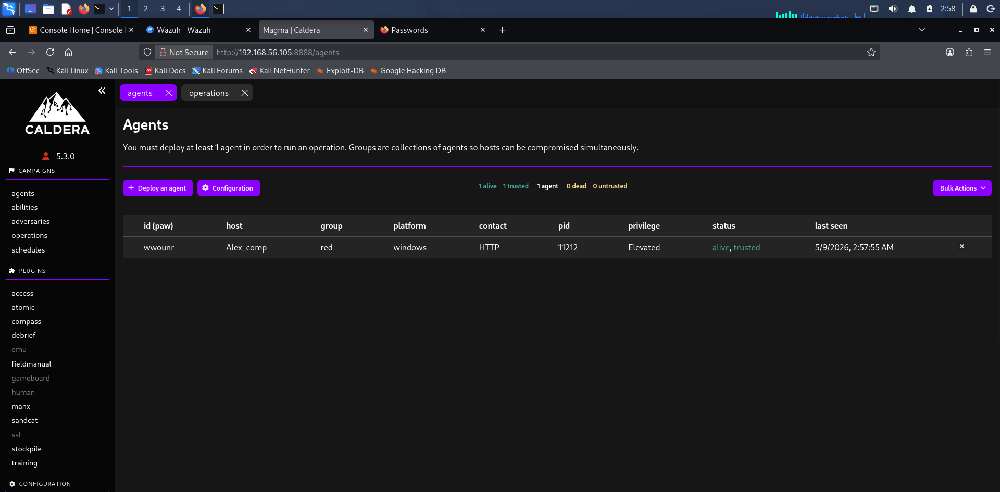 1 2 3 4 2:58
Console Home | Console Wazuh - Wazuh Magma | Caldera Passwords
Not Secure http://192.168.56.105:8888/agents
OffSec Kali Linux Kali Tools Kali Docs Kali Forums Kali NetHunter Exploit-DB Google Hacking DB
CALDERA
5.3.0
CAMPAIGNS
agents
abilities
adversaries
operations
schedules
PLUGINS
access
atomic
compass
debrief
emu
fieldmanual
gameboard
human
manx
sandcat
ssl
stockpile
training
CONFIGURATION
agents operations
Agents
You must deploy at least 1 agent in order to run an operation. Groups are collections of agents so hosts can be compromised simultaneously.
Deploy an agent Configuration 1 alive 1 trusted 1 agent 0 dead 0 untrusted Bulk Actions
id (paw) host group platform contact pid privilege status last seen
wwounr Alex_comp red windows HTTP 11212 Elevated alive, trusted 5/9/2026, 2:57:55 AM